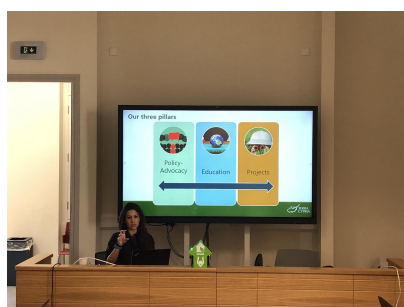 Our three pillars
Policy-
Advocacy
Education
Projects